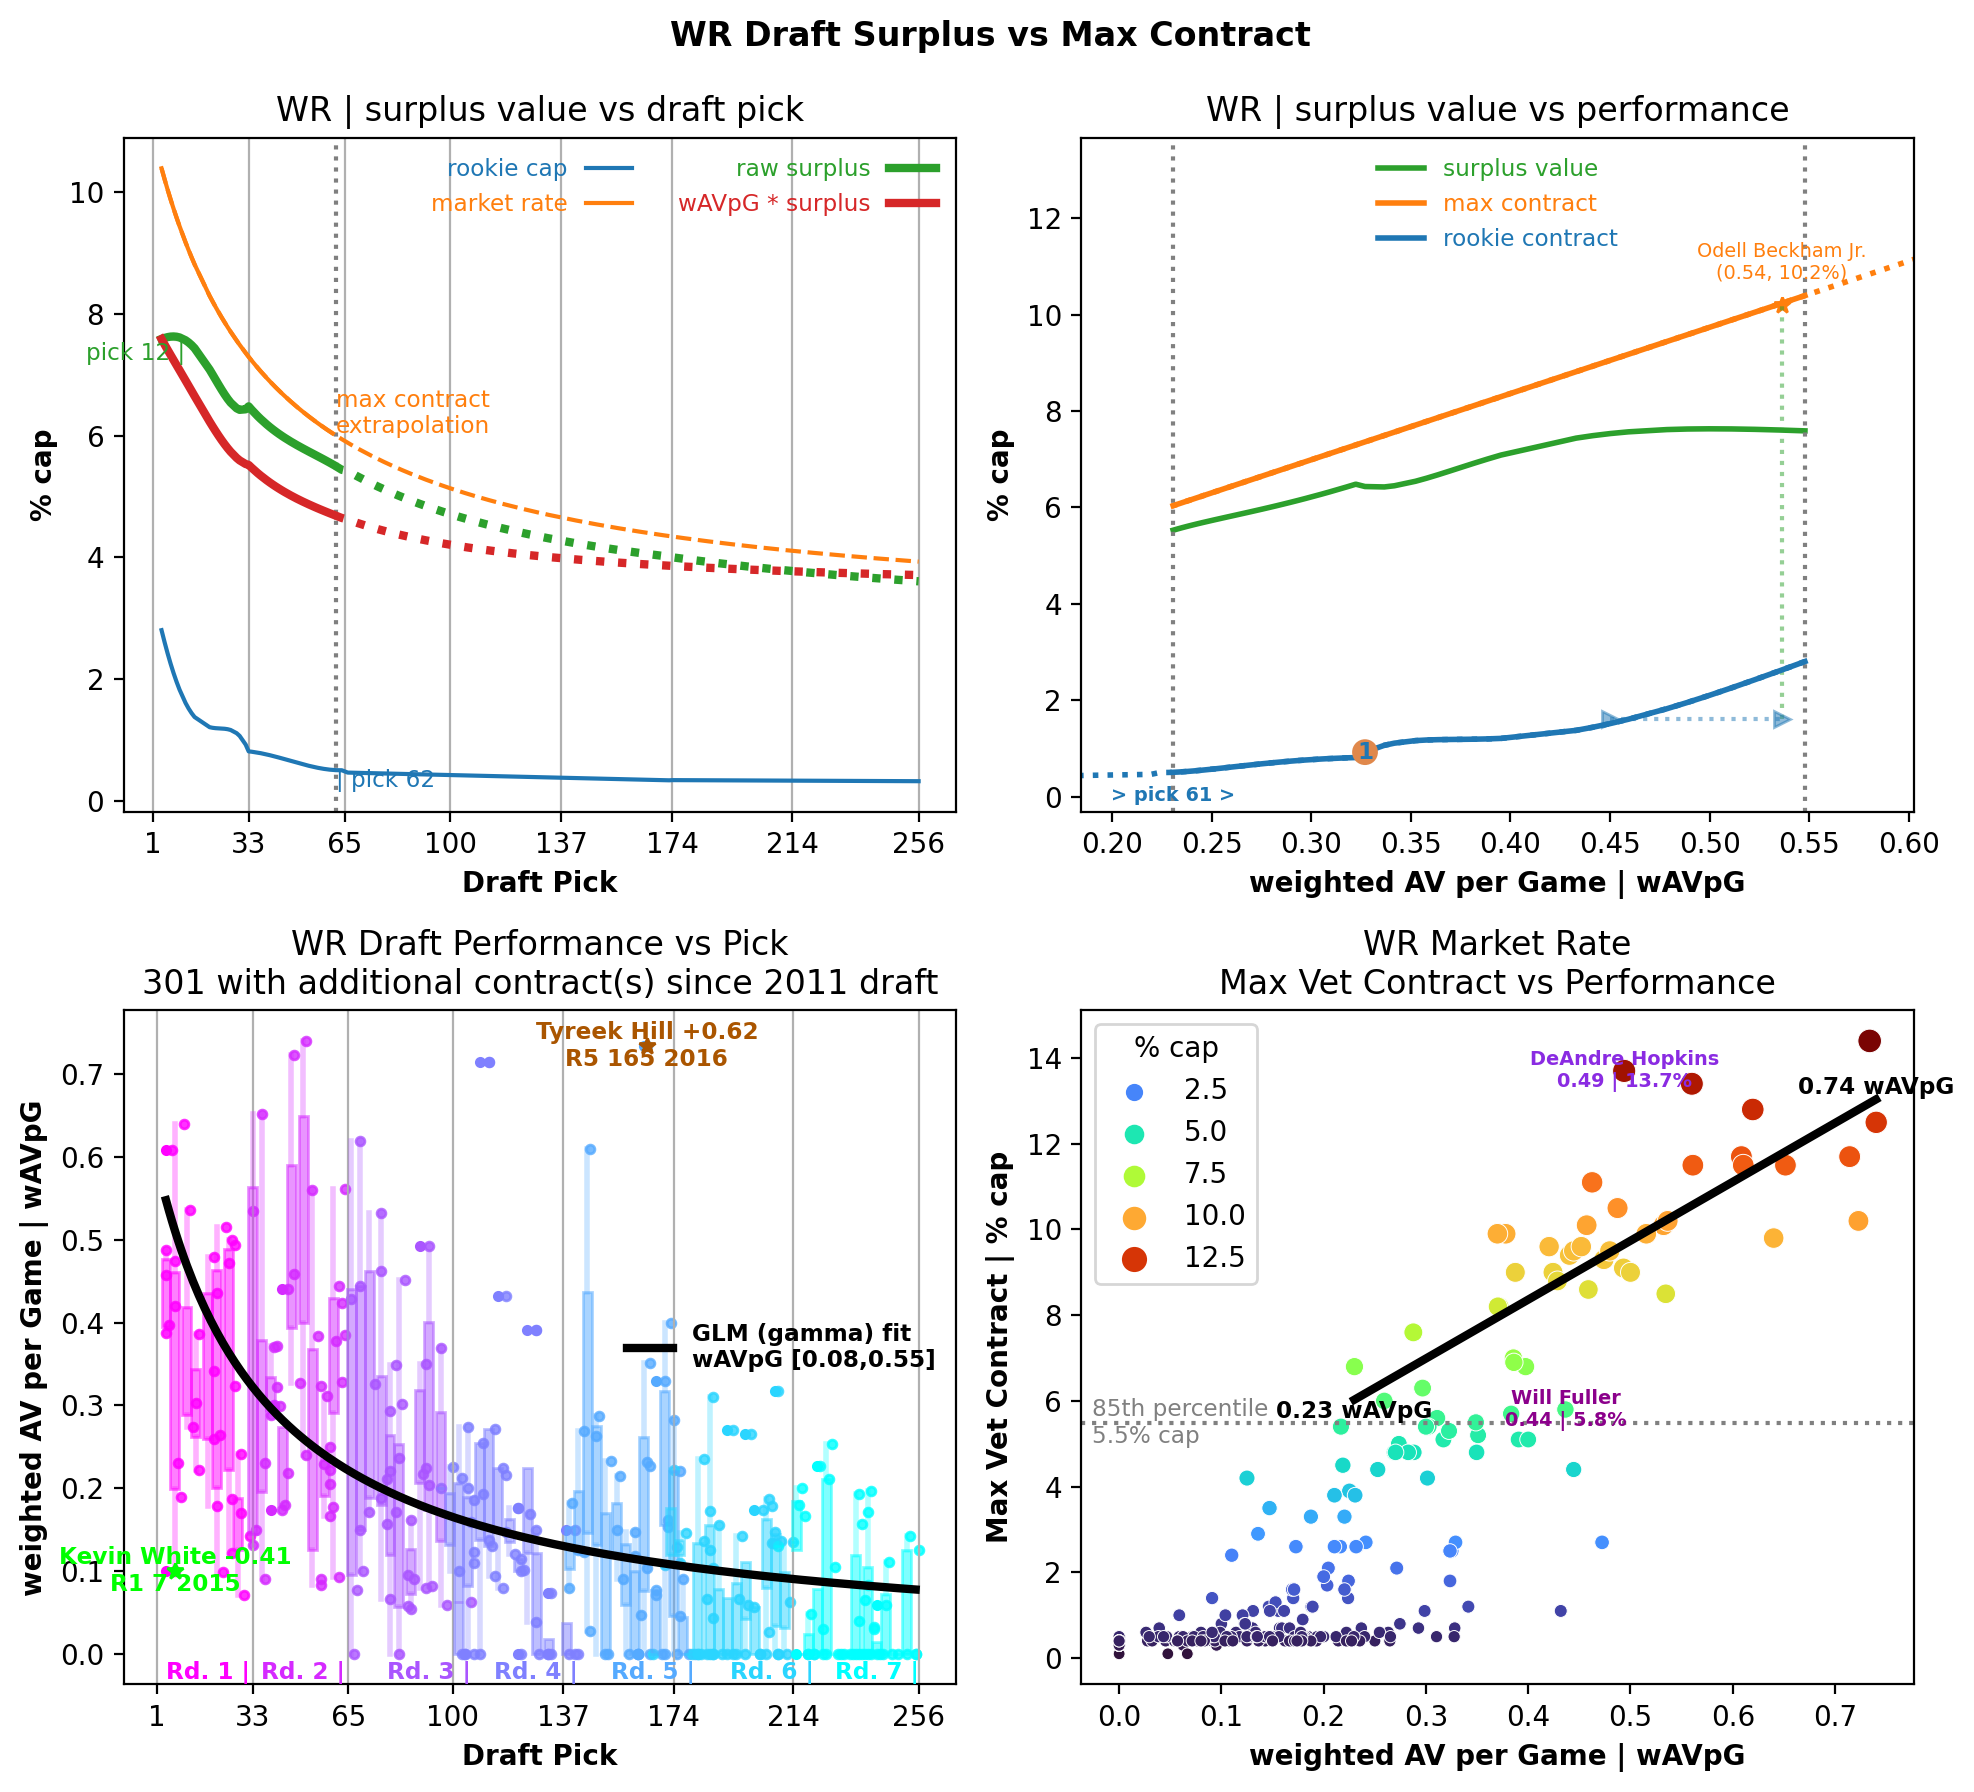 WR Draft Surplus vs Max Contract
WR | surplus value vs draft pick
rookie cap
market rate
raw surplus
wAVpG * surplus
pick 12 |
max contract
extrapolation
| pick 62
% cap
10
8
6
4
2
0
1 33 65 100 137 174 214 256
Draft Pick
WR | surplus value vs performance
surplus value
max contract
rookie contract
Odell Beckham Jr.
(0.54, 10.2%)
1
> pick 61 >
% cap
12
10
8
6
4
2
0
0.20 0.25 0.30 0.35 0.40 0.45 0.50 0.55 0.60
weighted AV per Game | wAVpG
WR Draft Performance vs Pick
301 with additional contract(s) since 2011 draft
Tyreek Hill +0.62
R5 165 2016
GLM (gamma) fit
wAVpG [0.08,0.55]
Kevin White -0.41
R1 7 2015
Rd. 1 | Rd. 2 | Rd. 3 | Rd. 4 | Rd. 5 | Rd. 6 | Rd. 7 |
weighted AV per Game | wAVpG
0.7
0.6
0.5
0.4
0.3
0.2
0.1
0.0
1 33 65 100 137 174 214 256
Draft Pick
WR Market Rate
Max Vet Contract vs Performance
% cap
2.5
5.0
7.5
10.0
12.5
DeAndre Hopkins
0.49 | 13.7%
0.74 wAVpG
Will Fuller
0.44 | 5.8%
85th percentile
5.5% cap
0.23 wAVpG
Max Vet Contract | % cap
14
12
10
8
6
4
2
0
0.0 0.1 0.2 0.3 0.4 0.5 0.6 0.7
weighted AV per Game | wAVpG